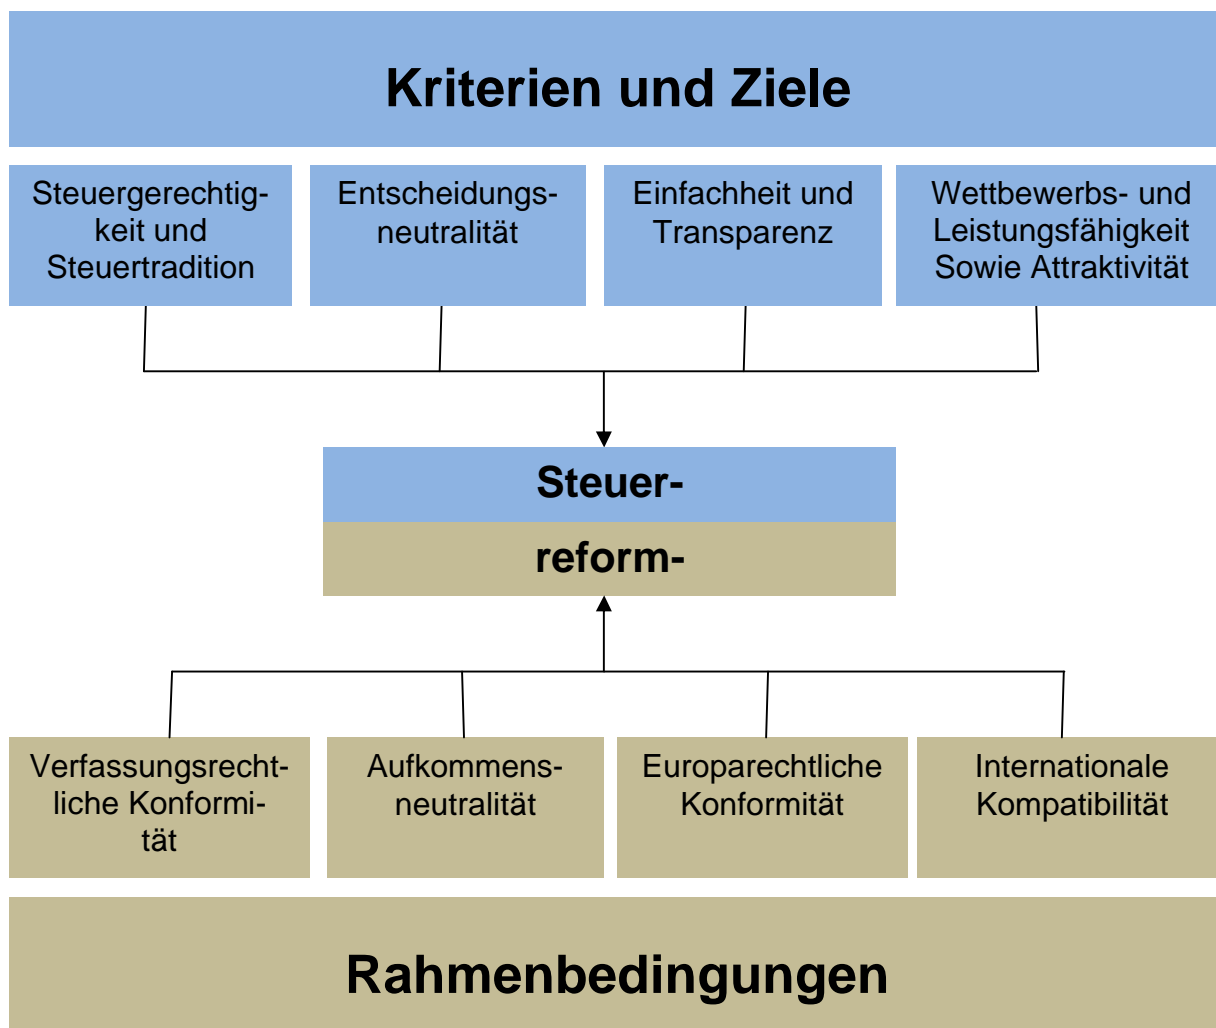 Kriterien und Ziele
Steuergerechtig-
keit und
Steuertradition
Entscheidungs-
neutralität
Einfachheit und
Transparenz
Wettbewerbs- und
Leistungsfähigkeit
Sowie Attraktivität
Steuer-
reform-
Verfassungsrecht-
liche Konformi-
tät
Aufkommens-
neutralität
Europarechtliche
Konformität
Internationale
Kompatibilität
Rahmenbedingungen